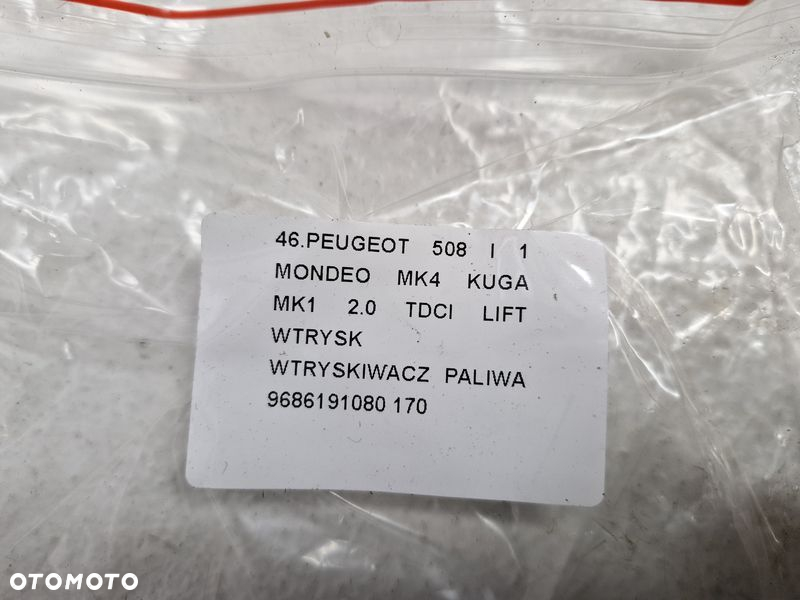 46.PEUGEOT 508 I 1
MONDEO MK4 KUGA
MK1 2.0 TDCI LIFT
WTRYSK
WTRYSKIWACZ PALIWA
9686191080 170
OTOMOTO